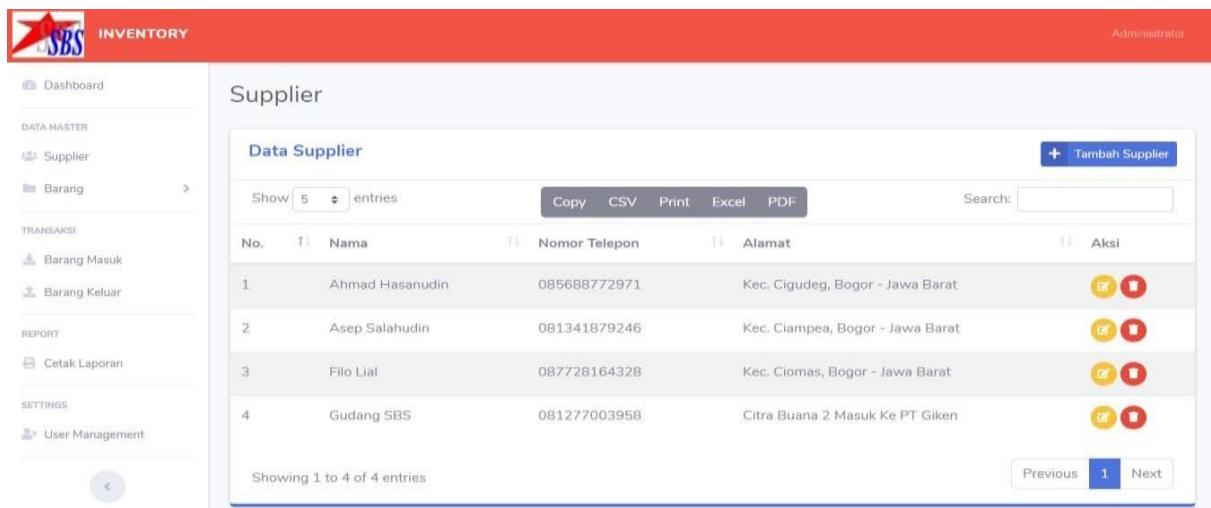 SBS INVENTORY Adminisitrator
Dashboard
DATA MASTER
Supplier
Barang
TRANSAKSI
Barang Masuk
Barang Keluar
REPORT
Cetak Laporan
SETTINGS
User Management
Supplier
Data Supplier Tambah Supplier
Show 5 entries Copy CSV Print Excel PDF Search:
No. Nama Nomor Telepon Alamat Aksi
1 Ahmad Hasanudin 085688772971 Kec. Cigudeg, Bogor - Jawa Barat
2 Asep Salahudin 081341879246 Kec. Ciampea, Bogor - Jawa Barat
3 Filo Lial 087728164328 Kec. Ciomas, Bogor - Jawa Barat
4 Gudang SBS 081277003958 Citra Buana 2 Masuk Ke PT Giken
Showing 1 to 4 of 4 entries Previous 1 Next